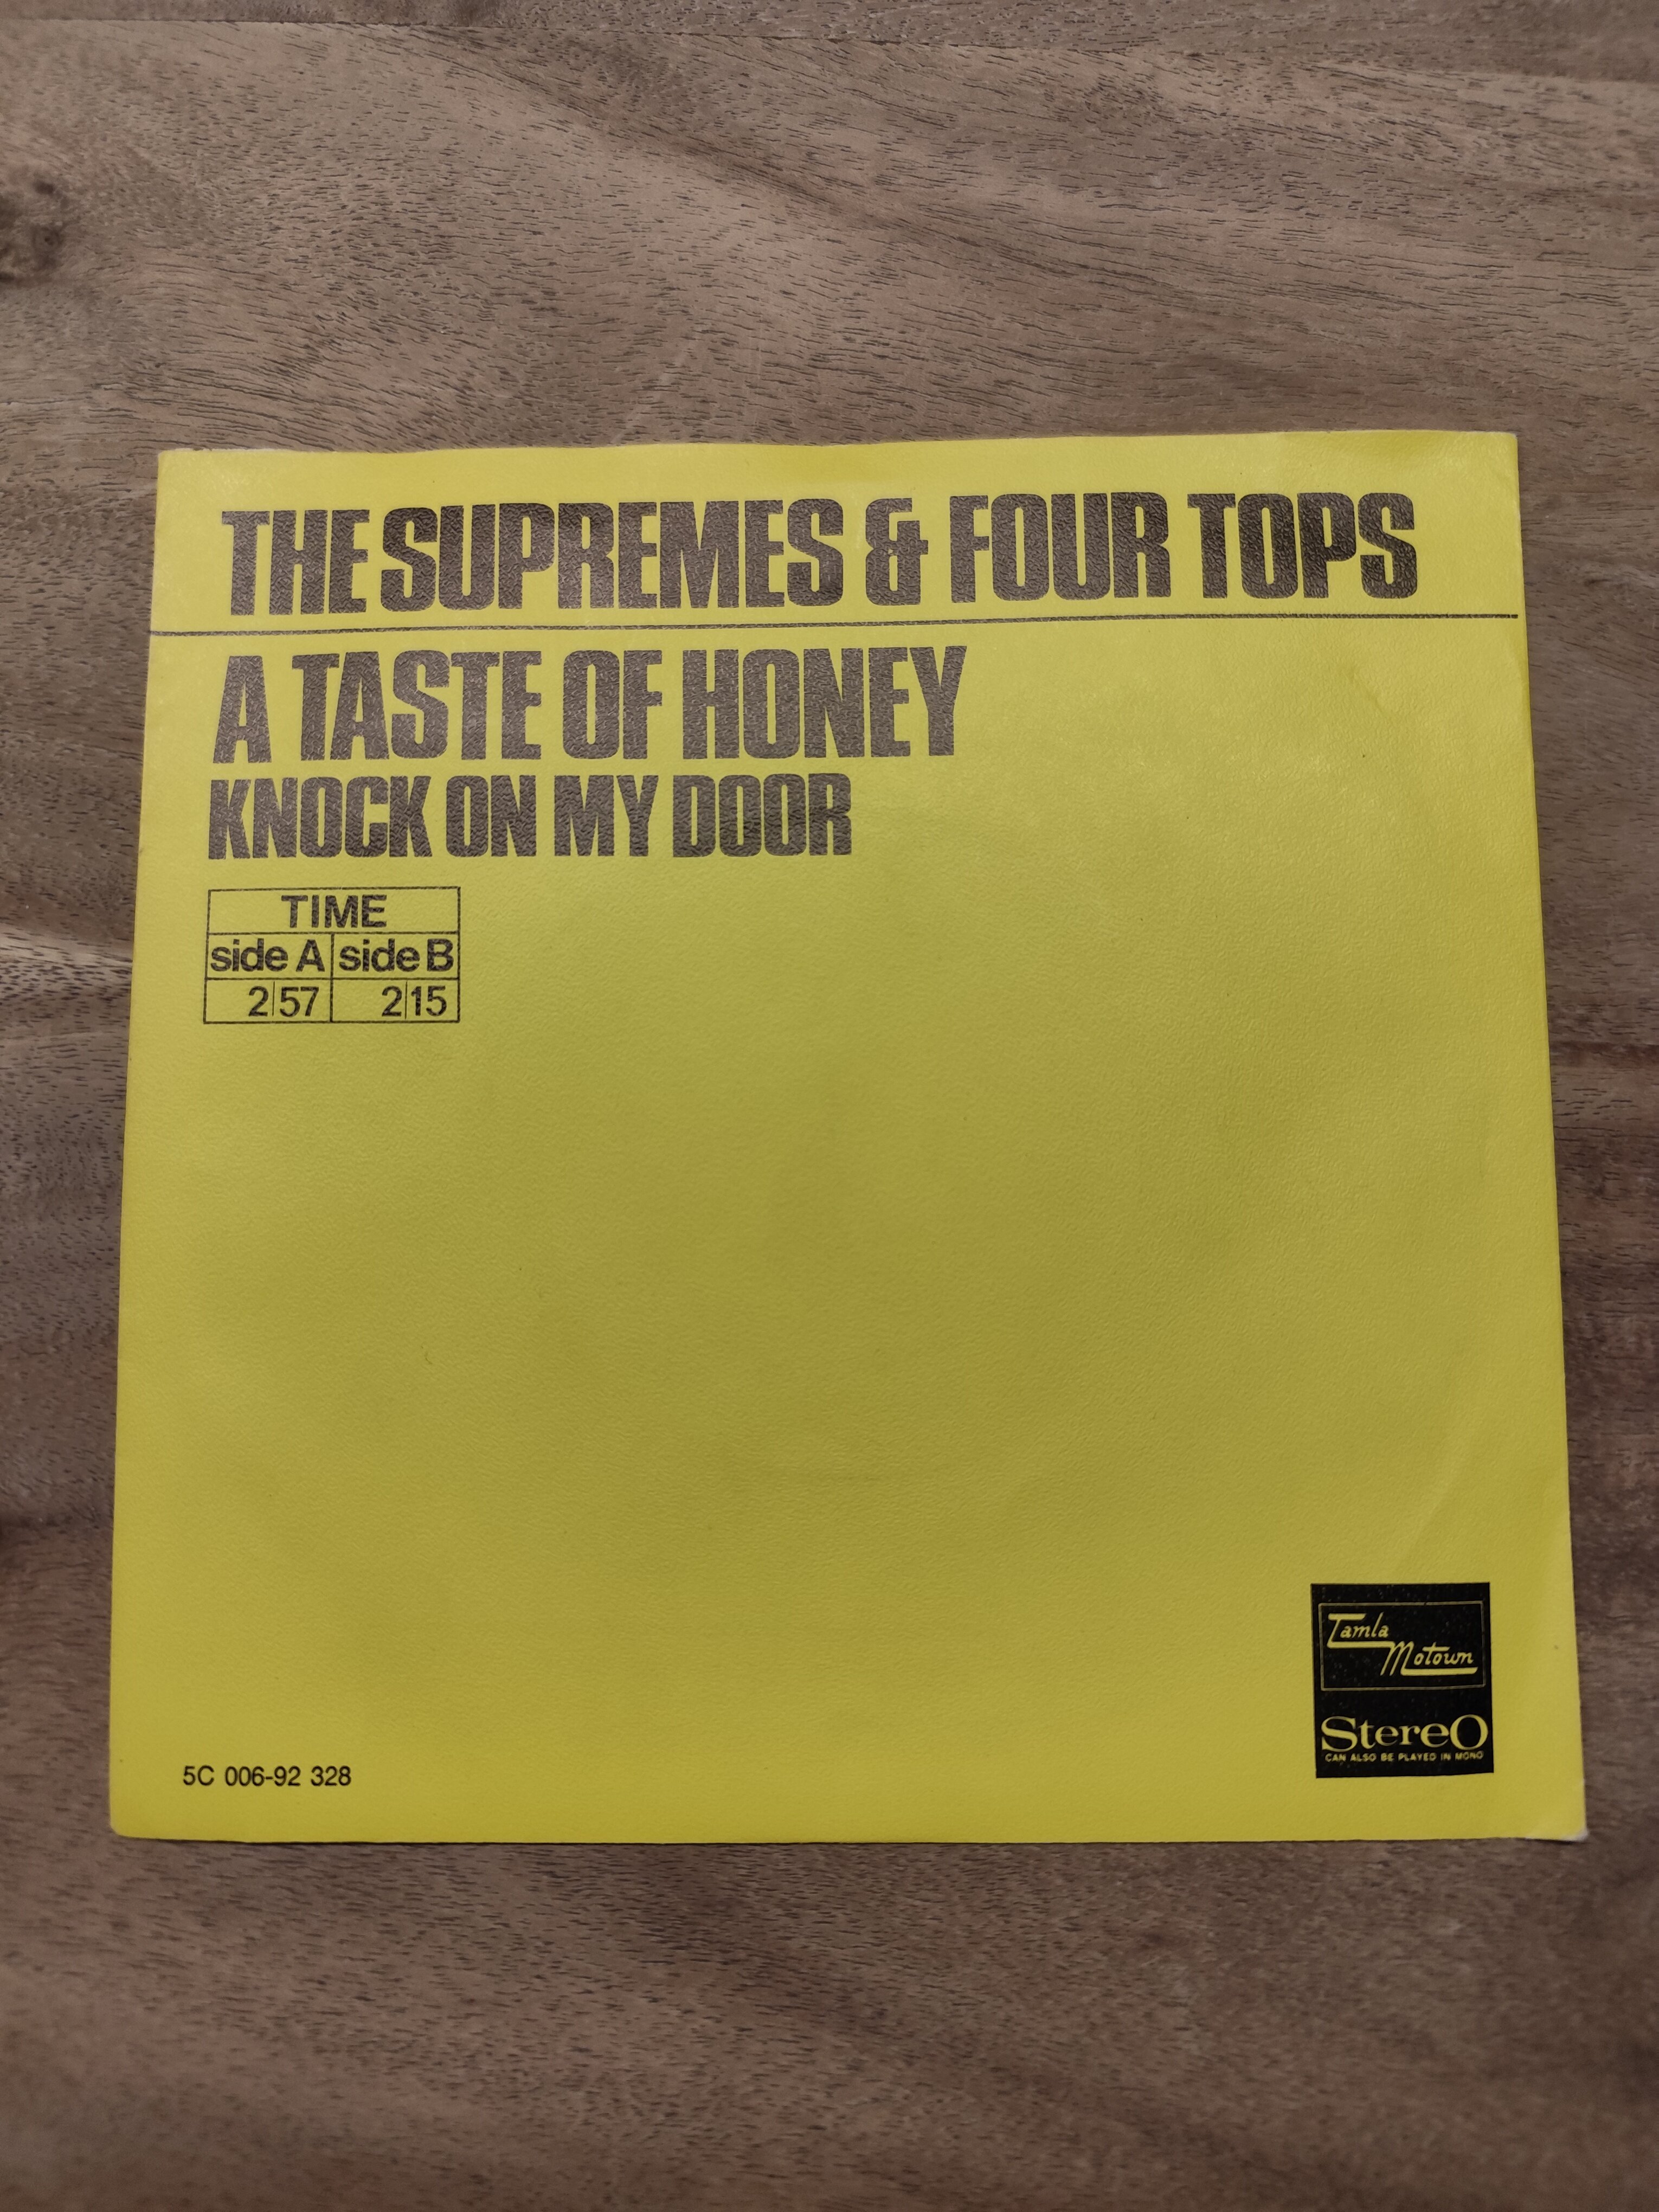 THE SUPREMES & FOUR TOPS
A TASTE OF HONEY
KNOCK ON MY DOOR
TIME
side A side B
2 57 2 15
Tamla
Motown
Stereo
CAN ALSO BE PLAYED IN MONO
5C 006-92 328